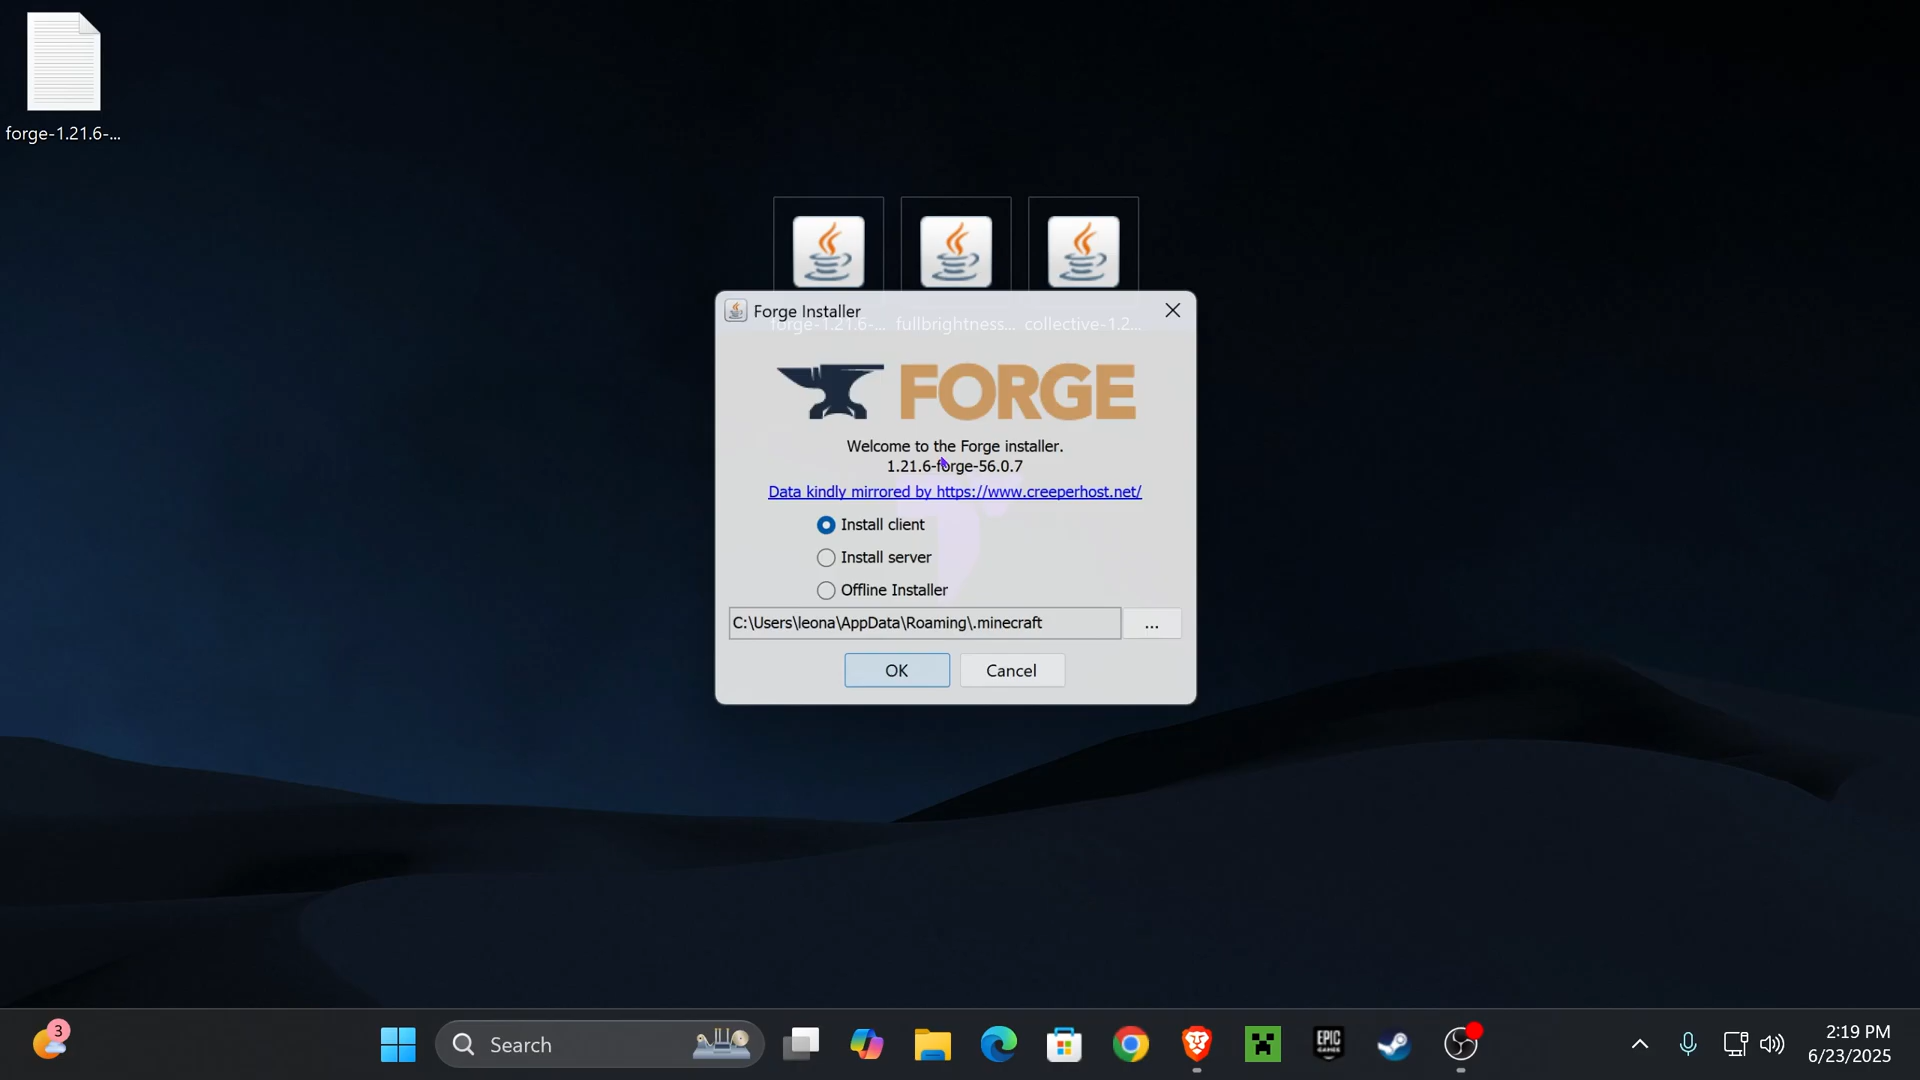 forge-1.21.6-...
forge-1.21.6-... fullbrightness... collective-1.2...
Forge Installer
FORGE
Welcome to the Forge installer.
1.21.6-forge-56.0.7
Data kindly mirrored by https://www.creeperhost.net/
Install client
Install server
Offline Installer
C:\Users\leona\AppData\Roaming\.minecraft
...
OK
Cancel
3
Search
EPIC
GAMES
2:19 PM
6/23/2025